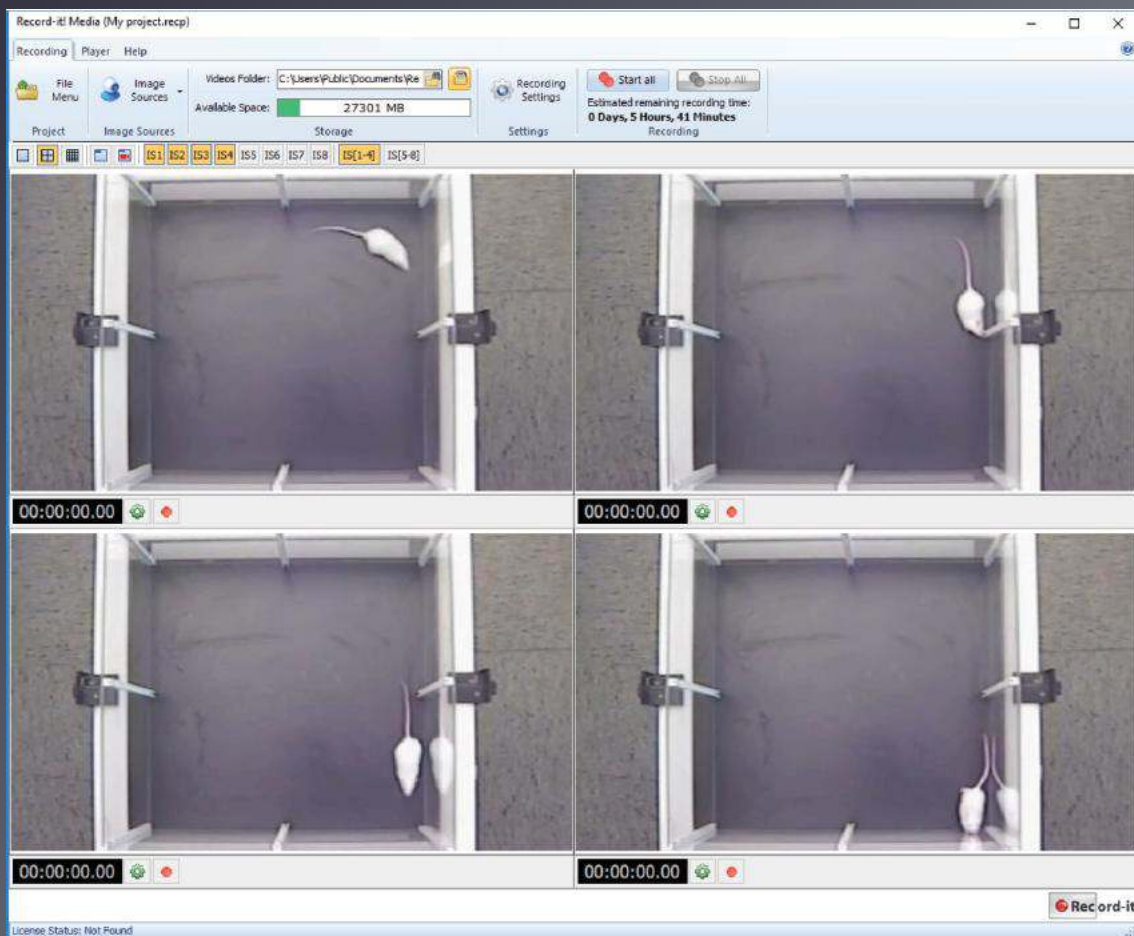 Record-it! Media (My project.recp)
Recording Player Help
File Menu
Image Sources
Videos Folder: C:\Users\Public\Documents\Re
Available Space: 27301 MB
Recording Settings
Start all Stop All
Estimated remaining recording time:
0 Days, 5 Hours, 41 Minutes
Project Image Sources Storage Settings Recording
IS1 IS2 IS3 IS4 IS5 IS6 IS7 IS8 IS[1-4] IS[5-8]
00:00:00.00 00:00:00.00
00:00:00.00 00:00:00.00
Record-it
License Status: Not Found